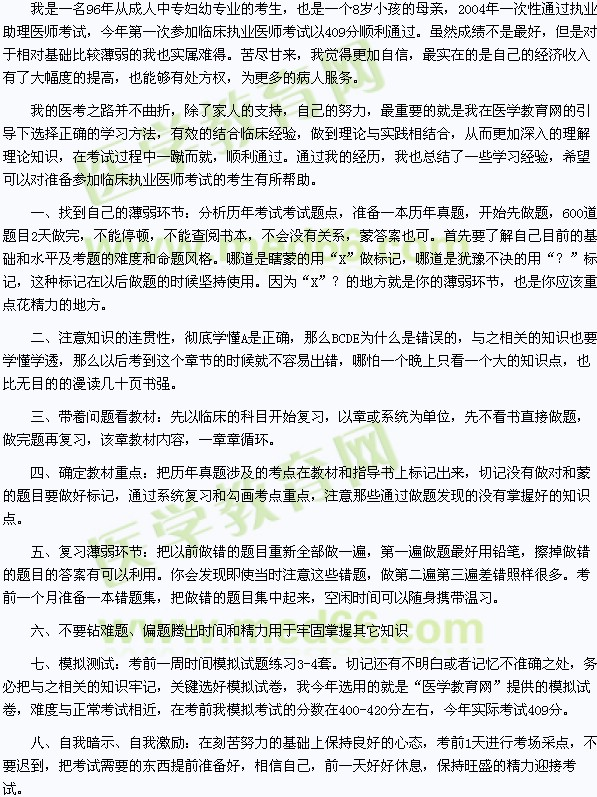 我是一名96年从成人中专妇幼专业的考生，也是一个8岁小孩的母亲，2004年一次性通过执业
助理医师考试，今年第一次参加临床执业医师考试以409分顺利通过。虽然成绩不是最好，但是对
于相对基础比较薄弱的我也实属难得。苦尽甘来，我觉得更加自信，最实在的是自己的经济收入
有了大幅度的提高，也能够有处方权，为更多的病人服务。
我的医考之路并不曲折，除了家人的支持，自己的努力，最重要的就是我在医学教育网的引
导下选择正确的学习方法，有效的结合临床经验，做到理论与实践相结合，从而更加深入的理解
理论知识，在考试过程中一蹴而就，顺利通过。通过我的经历，我也总结了一些学习经验，希望
可以对准备参加临床执业医师考试的考生有所帮助。
一、找到自己的薄弱环节：分析历年考试考试题点，准备一本历年真题，开始先做题，600道
题目2天做完，不能停顿，不能查阅书本，不会没有关系，蒙答案也可。首先要了解自己目前的基
础和水平及考题的难度和命题风格。哪道是瞎蒙的用“X”做标记，哪道是犹豫不决的用“？”标
记，这种标记在以后做题的时候坚持使用。因为“X”？的地方就是你的薄弱环节，也是你应该重
点花精力的地方。
二、注意知识的连贯性，彻底学懂A是正确，那么BCDE为什么是错误的，与之相关的知识也要
学懂学透，那么以后考到这个章节的时候就不容易出错，哪怕一个晚上只看一个大的知识点，也
比无目的的漫读几十页书强。
三、带着问题看教材：先以临床的科目开始复习，以章或系统为单位，先不看书直接做题，
做完题再复习，该章教材内容，一章章循环。
四、确定教材重点：把历年真题涉及的考点在教材和指导书上标记出来，切记没有做对和蒙
的题目要做好标记，通过系统复习和勾画考点重点，注意那些通过做题发现的没有掌握好的知识
点。
五、复习薄弱环节：把以前做错的题目重新全部做一遍，第一遍做题最好用铅笔，擦掉做错
的题目的答案有可以利用。你会发现即使当时注意这些错题，做第二遍第三遍差错照样很多。考
前一个月准备一本错题集，把做错的题目集中起来，空闲时间可以随身携带温习。
六、不要钻难题、偏题腾出时间和精力用于牢固掌握其它知识
七、模拟测试：考前一周时间模拟试题练习3-4套。切记还有不明白或者记忆不准确之处，务
必把与之相关的知识牢记，关键选好模拟试卷，我今年选用的就是“医学教育网”提供的模拟试
卷，难度与正常考试相近，在考前我模拟考试的分数在400-420分左右，今年实际考试409分。
八、自我暗示、自我激励：在刻苦努力的基础上保持良好的心态，考前1天进行考场采点，不
要迟到，把考试需要的东西提前准备好，相信自己，前一天好好休息，保持旺盛的精力迎接考
试。
医学教育网
www.med66.com
医学教育网
www.med66.com